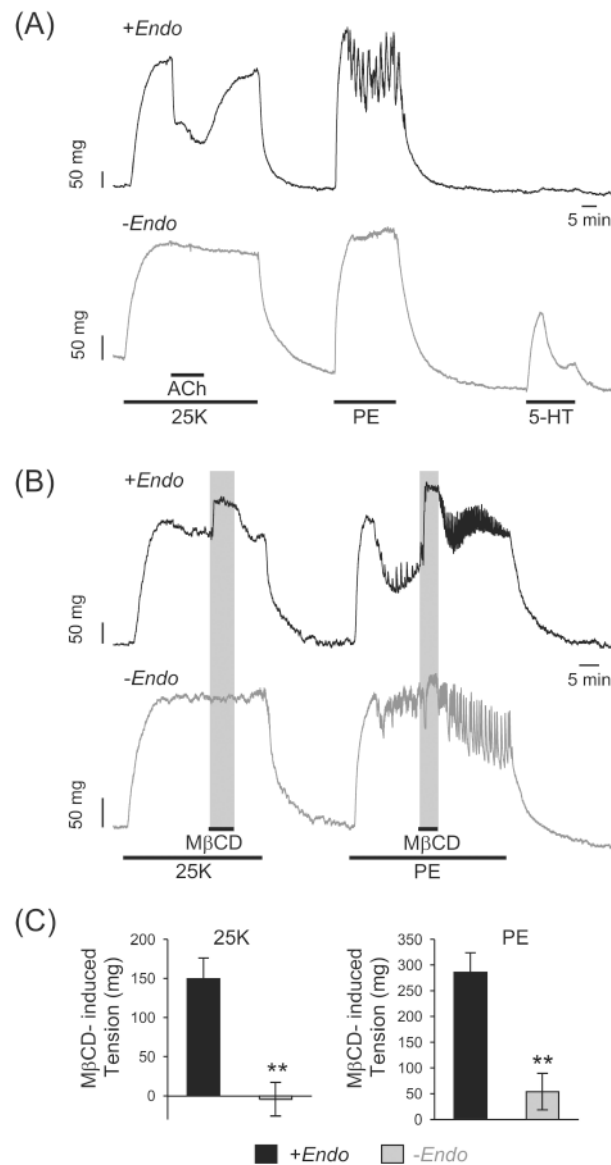 (A)
+Endo
50 mg
5 min
-Endo
50 mg
ACh
25K
PE
5-HT
(B)
+Endo
50 mg
5 min
-Endo
50 mg
MβCD
MβCD
25K
PE
(C)
25K
MβCD- induced
Tension (mg)
200
150
100
50
0
-50
**
PE
MβCD- induced
Tension (mg)
350
300
250
200
150
100
50
0
**
+Endo
-Endo